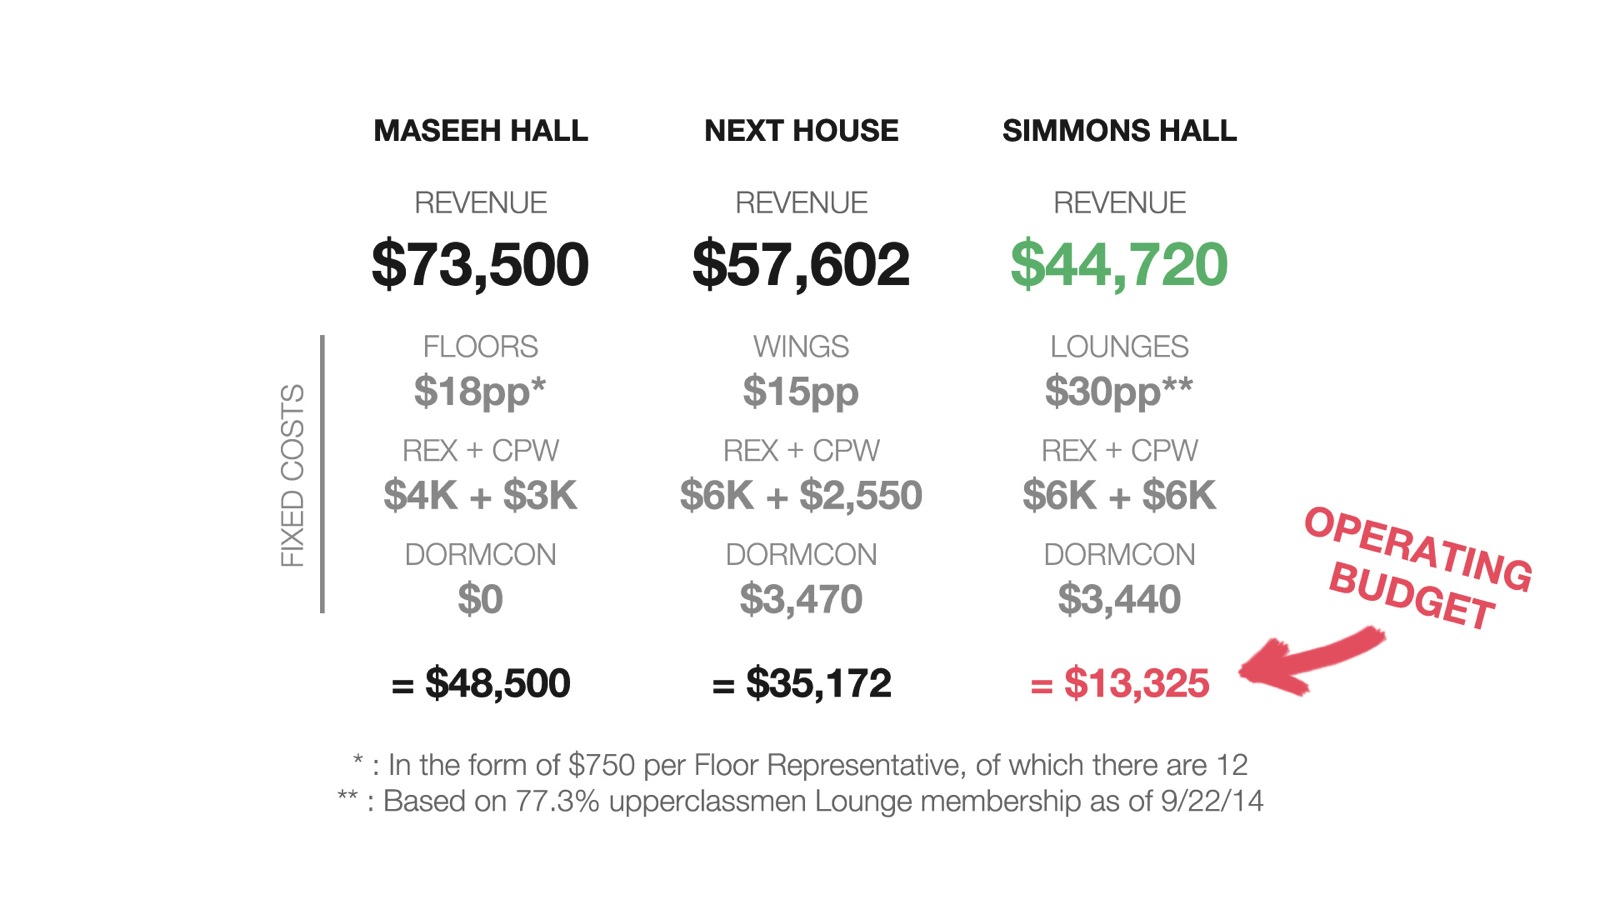 MASEEH HALL
REVENUE
$73,500
FLOORS
$18pp*
REX + CPW
$4K + $3K
DORMCON
$0
= $48,500
NEXT HOUSE
REVENUE
$57,602
WINGS
$15pp
REX + CPW
$6K + $2,550
DORMCON
$3,470
= $35,172
SIMMONS HALL
REVENUE
$44,720
LOUNGES
$30pp**
REX + CPW
$6K + $6K
DORMCON
$3,440
= $13,325
FIXED COSTS
OPERATING
BUDGET
* : In the form of $750 per Floor Representative, of which there are 12
** : Based on 77.3% upperclassmen Lounge membership as of 9/22/14